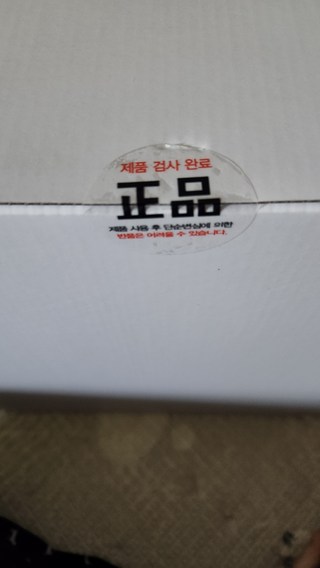 제품 검사 완료
正品
제품 사용 후 단순변심에 의한
반품은 어려울 수 있습니다.